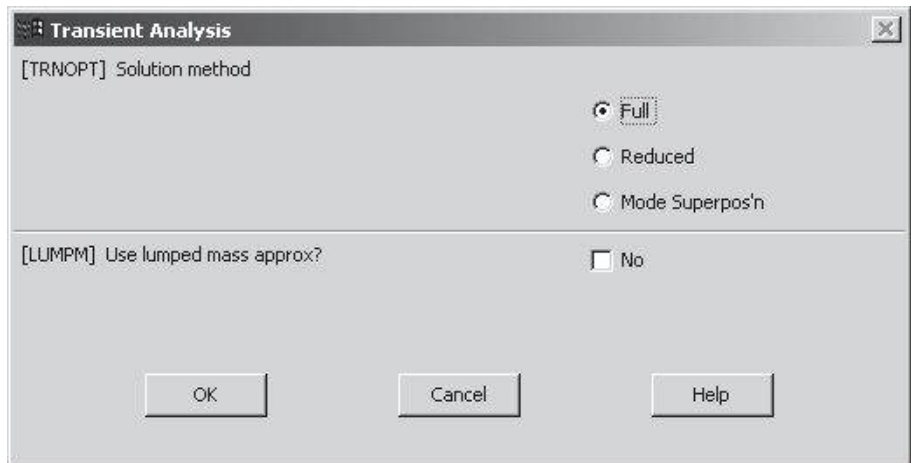 Transient Analysis
[TRNOPT] Solution method
Full
Reduced
Mode Superpos'n
[LUMPM] Use lumped mass approx?
No
OK
Cancel
Help